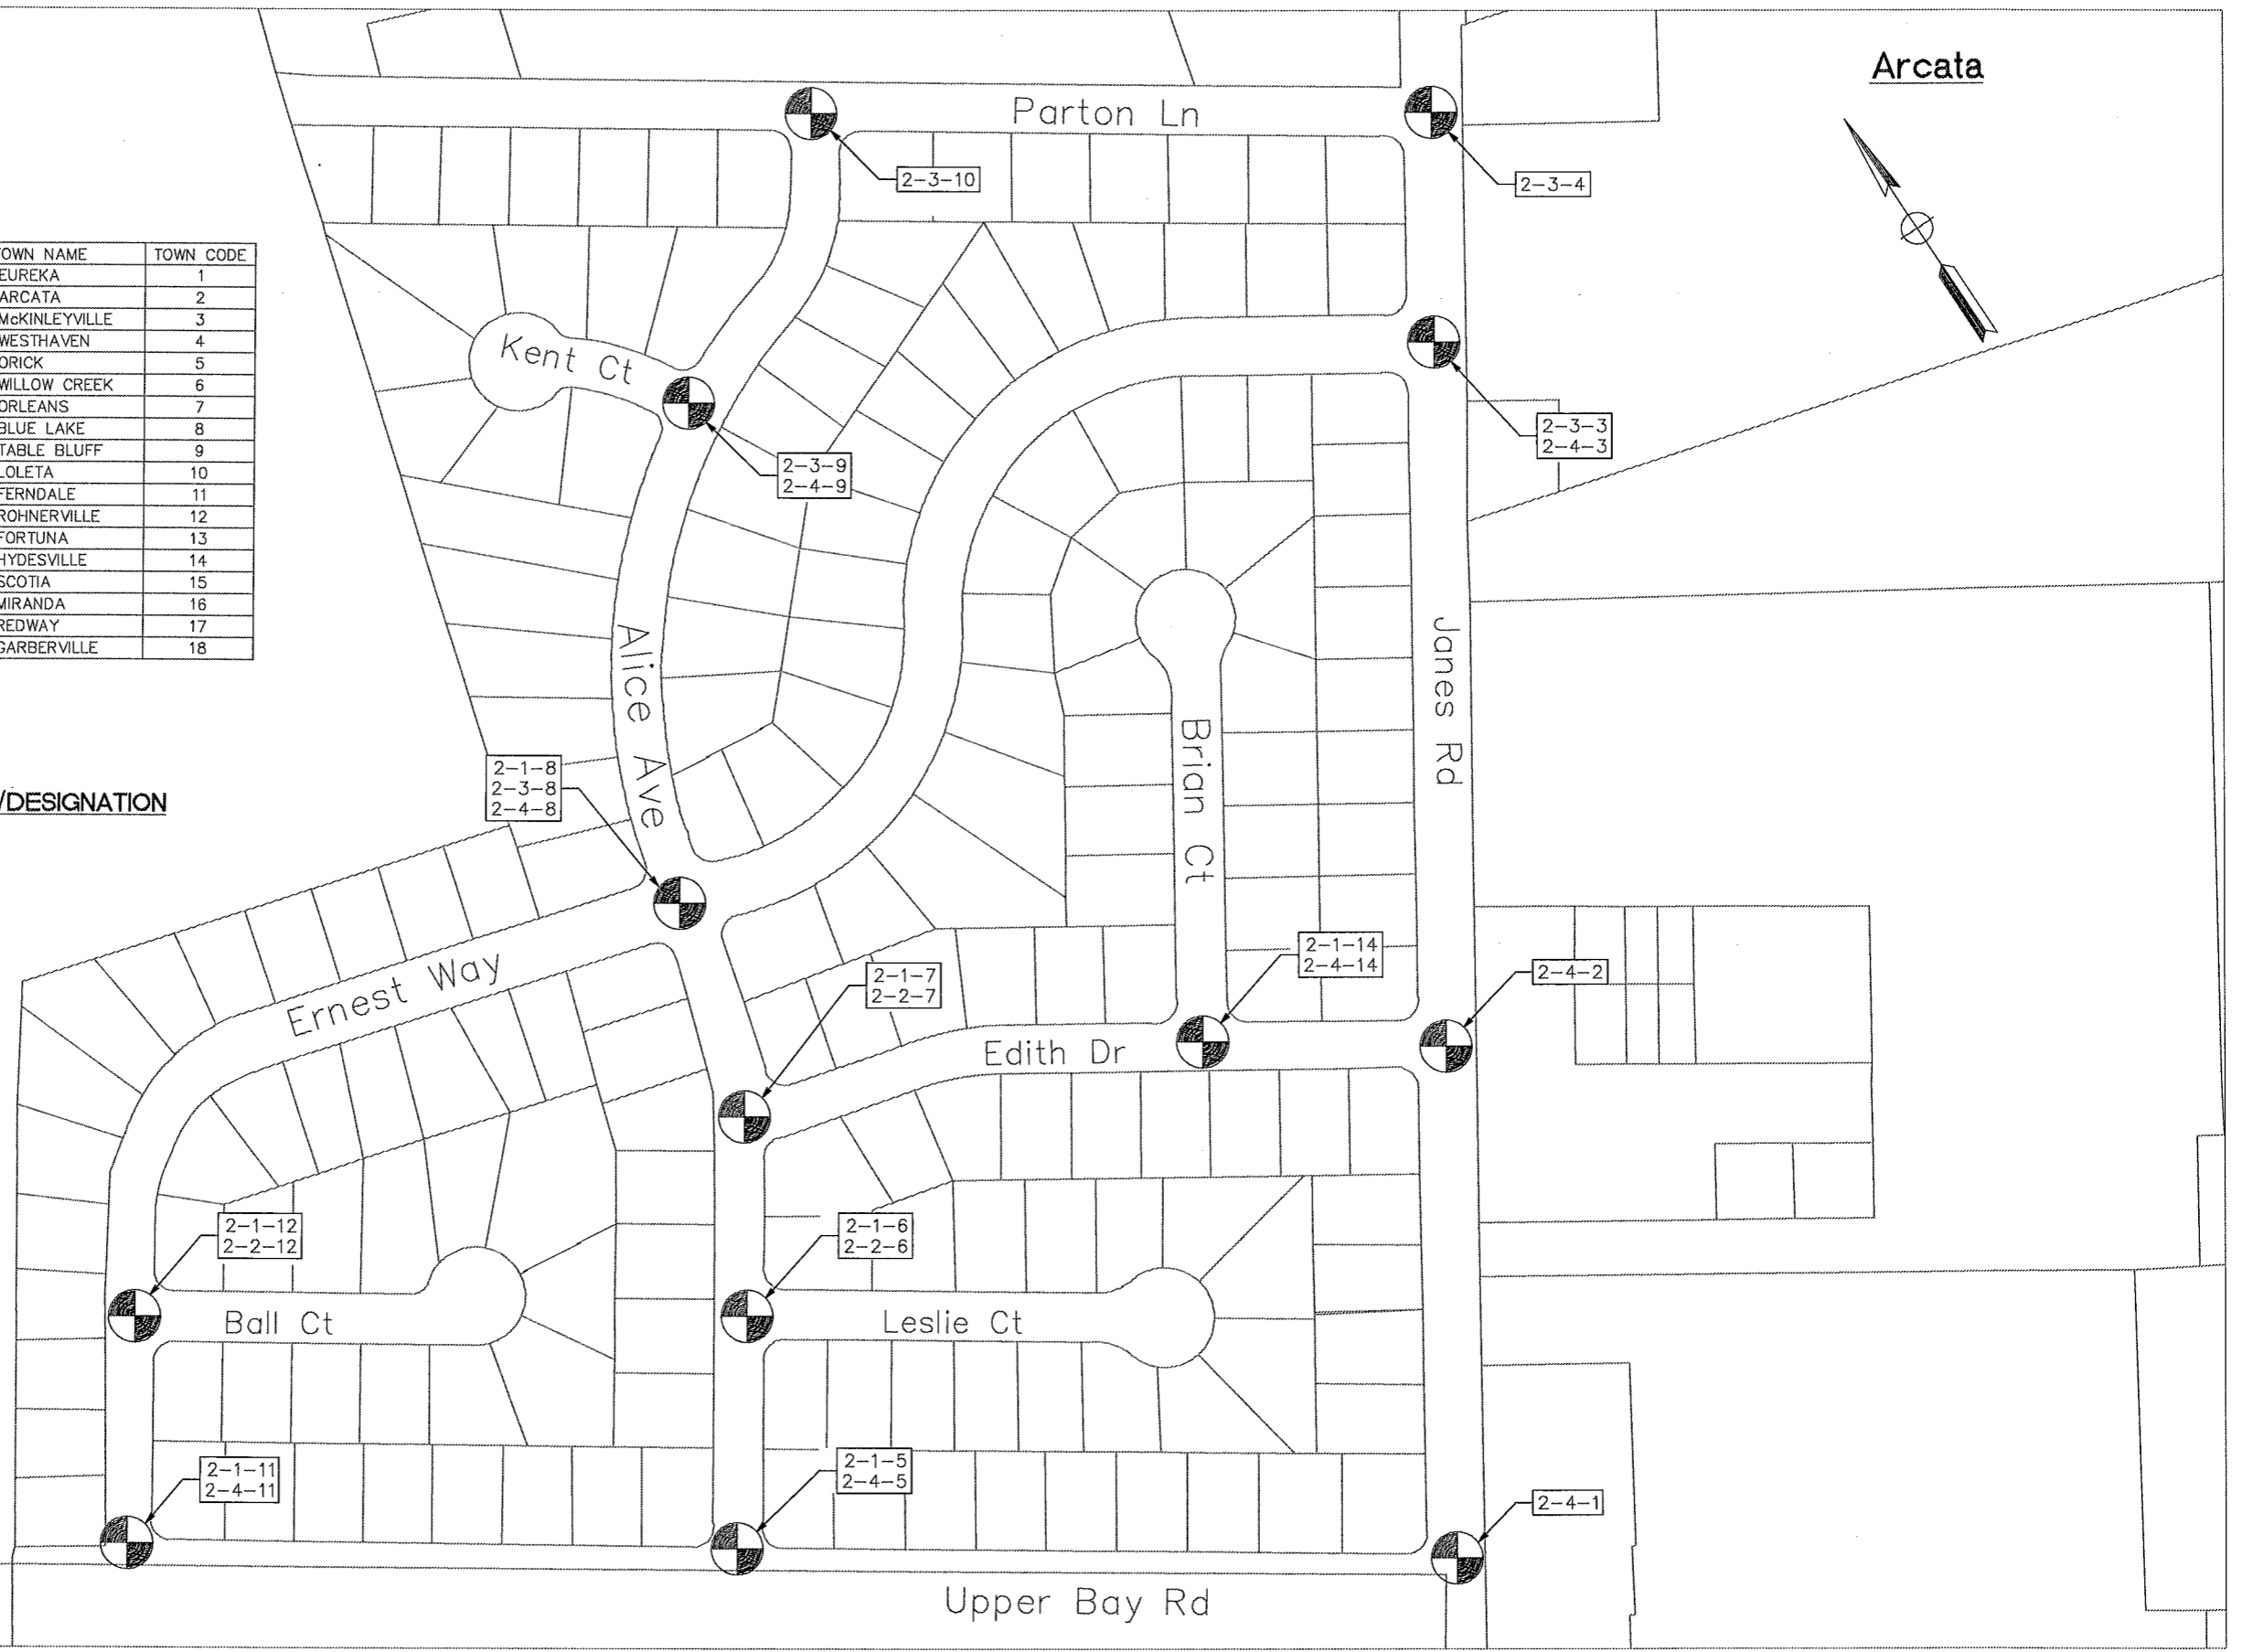 Arcata
Parton Ln
2-3-10
2-3-4
TOWN NAME TOWN CODE
EUREKA 1
ARCATA 2
McKINLEYVILLE 3
WESTHAVEN 4
ORICK 5
WILLOW CREEK 6
ORLEANS 7
BLUE LAKE 8
TABLE BLUFF 9
LOLETA 10
FERNDALE 11
ROHNERVILLE 12
FORTUNA 13
HYDESVILLE 14
SCOTIA 15
MIRANDA 16
REDWAY 17
GARBERVILLE 18
Kent Ct
2-3-9
2-4-9
2-3-3
2-4-3
Alice Ave
Janes Rd
Brian Ct
2-1-8
2-3-8
2-4-8
/DESIGNATION
Ernest Way
2-1-7
2-2-7
2-1-14
2-4-14
2-4-2
Edith Dr
2-1-12
2-2-12
2-1-6
2-2-6
Ball Ct
Leslie Ct
2-1-11
2-4-11
2-1-5
2-4-5
2-4-1
Upper Bay Rd